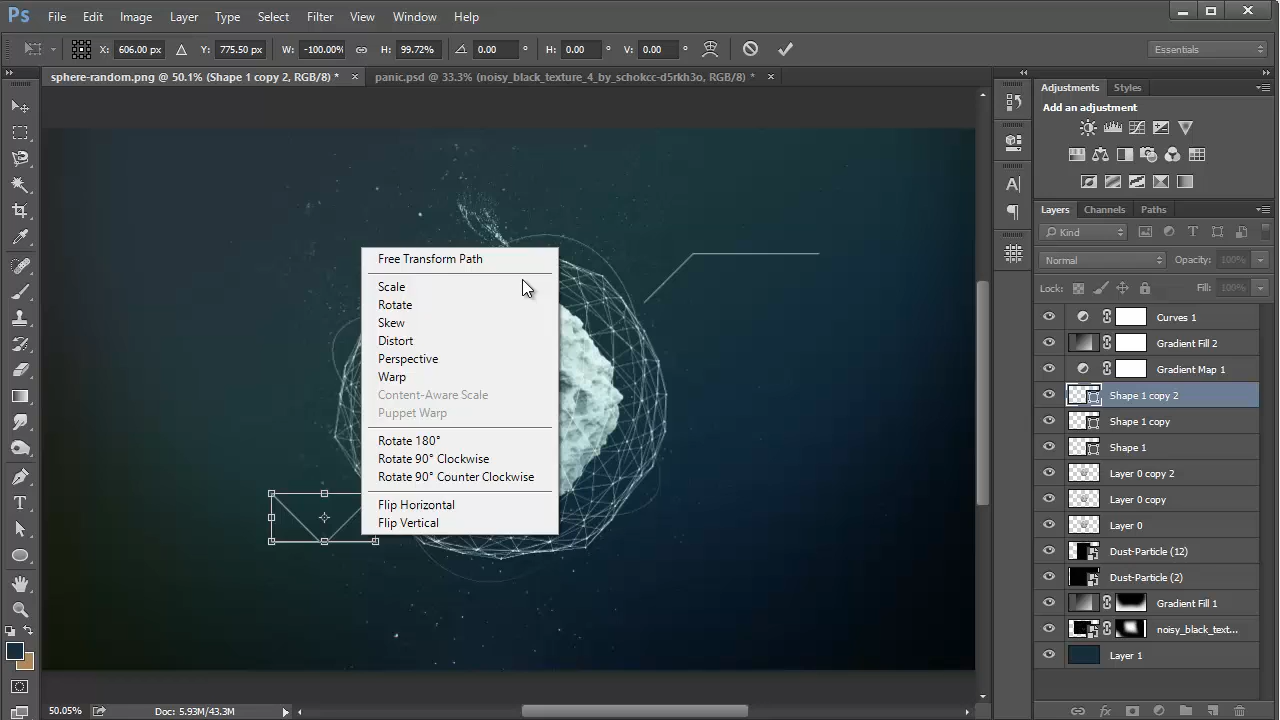 Ps File Edit Image Layer Type Select Filter View Window Help
X: 606.00 px Y: 775.50 px W: -100.00% H: 99.72% 0.00 ° H: 0.00 ° V: 0.00 ° Essentials
sphere-random.png @ 50.1% (Shape 1 copy 2, RGB/8) * × panic.psd @ 33.3% (noisy_black_texture_4_by_schokcc-d5rkh3o, RGB/8) * ×
Free Transform Path
Scale
Rotate
Skew
Distort
Perspective
Warp
Content-Aware Scale
Puppet Warp
Rotate 180°
Rotate 90° Clockwise
Rotate 90° Counter Clockwise
Flip Horizontal
Flip Vertical
Adjustments Styles
Add an adjustment
Layers Channels Paths
Kind
Normal Opacity: 100%
Lock: Fill: 100%
Curves 1
Gradient Fill 2
Gradient Map 1
Shape 1 copy 2
Shape 1 copy
Shape 1
Layer 0 copy 2
Layer 0 copy
Layer 0
Dust-Particle (12)
Dust-Particle (2)
Gradient Fill 1
noisy_black_text...
Layer 1
50.05% Doc: 5.93M/43.3M